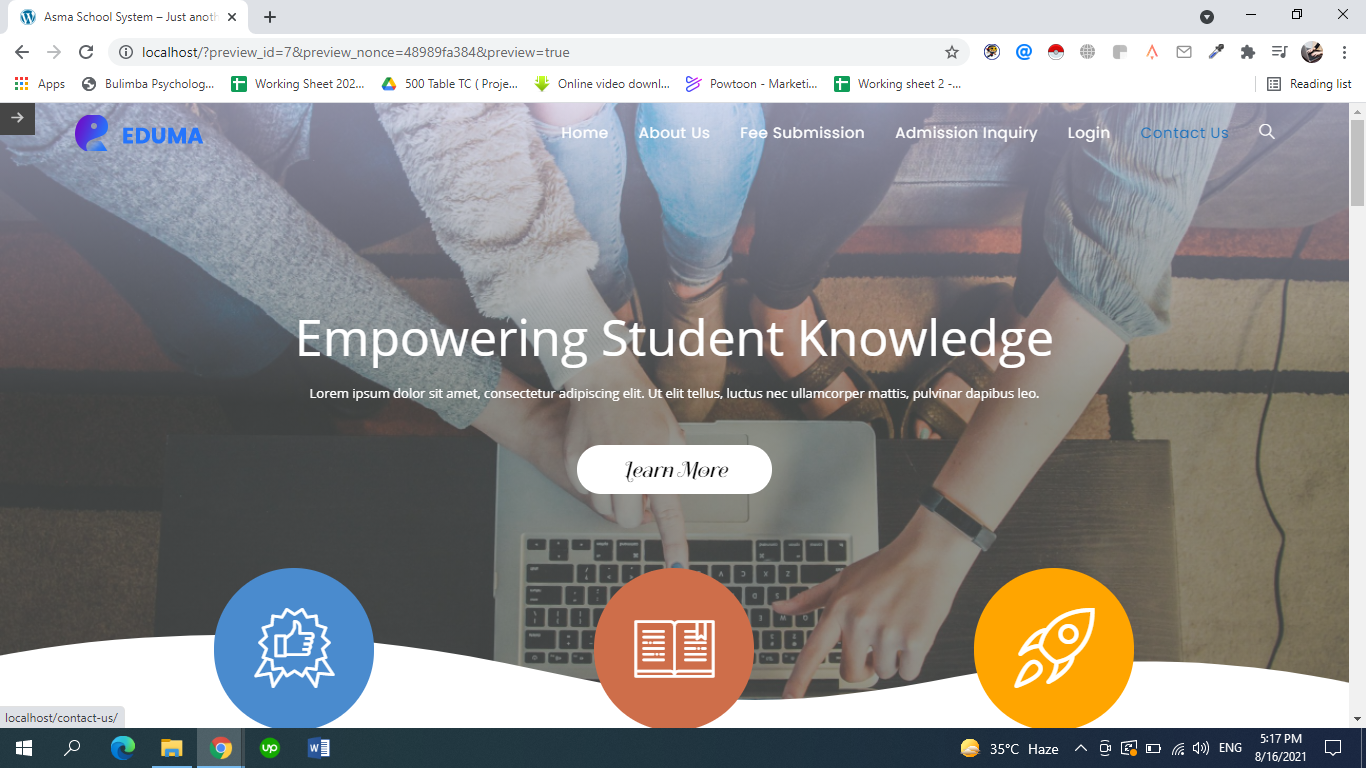 Asma School System – Just anoth
localhost/?preview_id=7&preview_nonce=48989fa384&preview=true
Apps Bulimba Psycholog... Working Sheet 202... 500 Table TC ( Proje... Online video downl... Powtoon - Marketi... Working sheet 2 -... Reading list
EDUMA Home About Us Fee Submission Admission Inquiry Login Contact Us
Empowering Student Knowledge
Lorem ipsum dolor sit amet, consectetur adipiscing elit. Ut elit tellus, luctus nec ullamcorper mattis, pulvinar dapibus leo.
Learn More
localhost/contact-us/
up 35°C Haze ENG 5:17 PM
8/16/2021